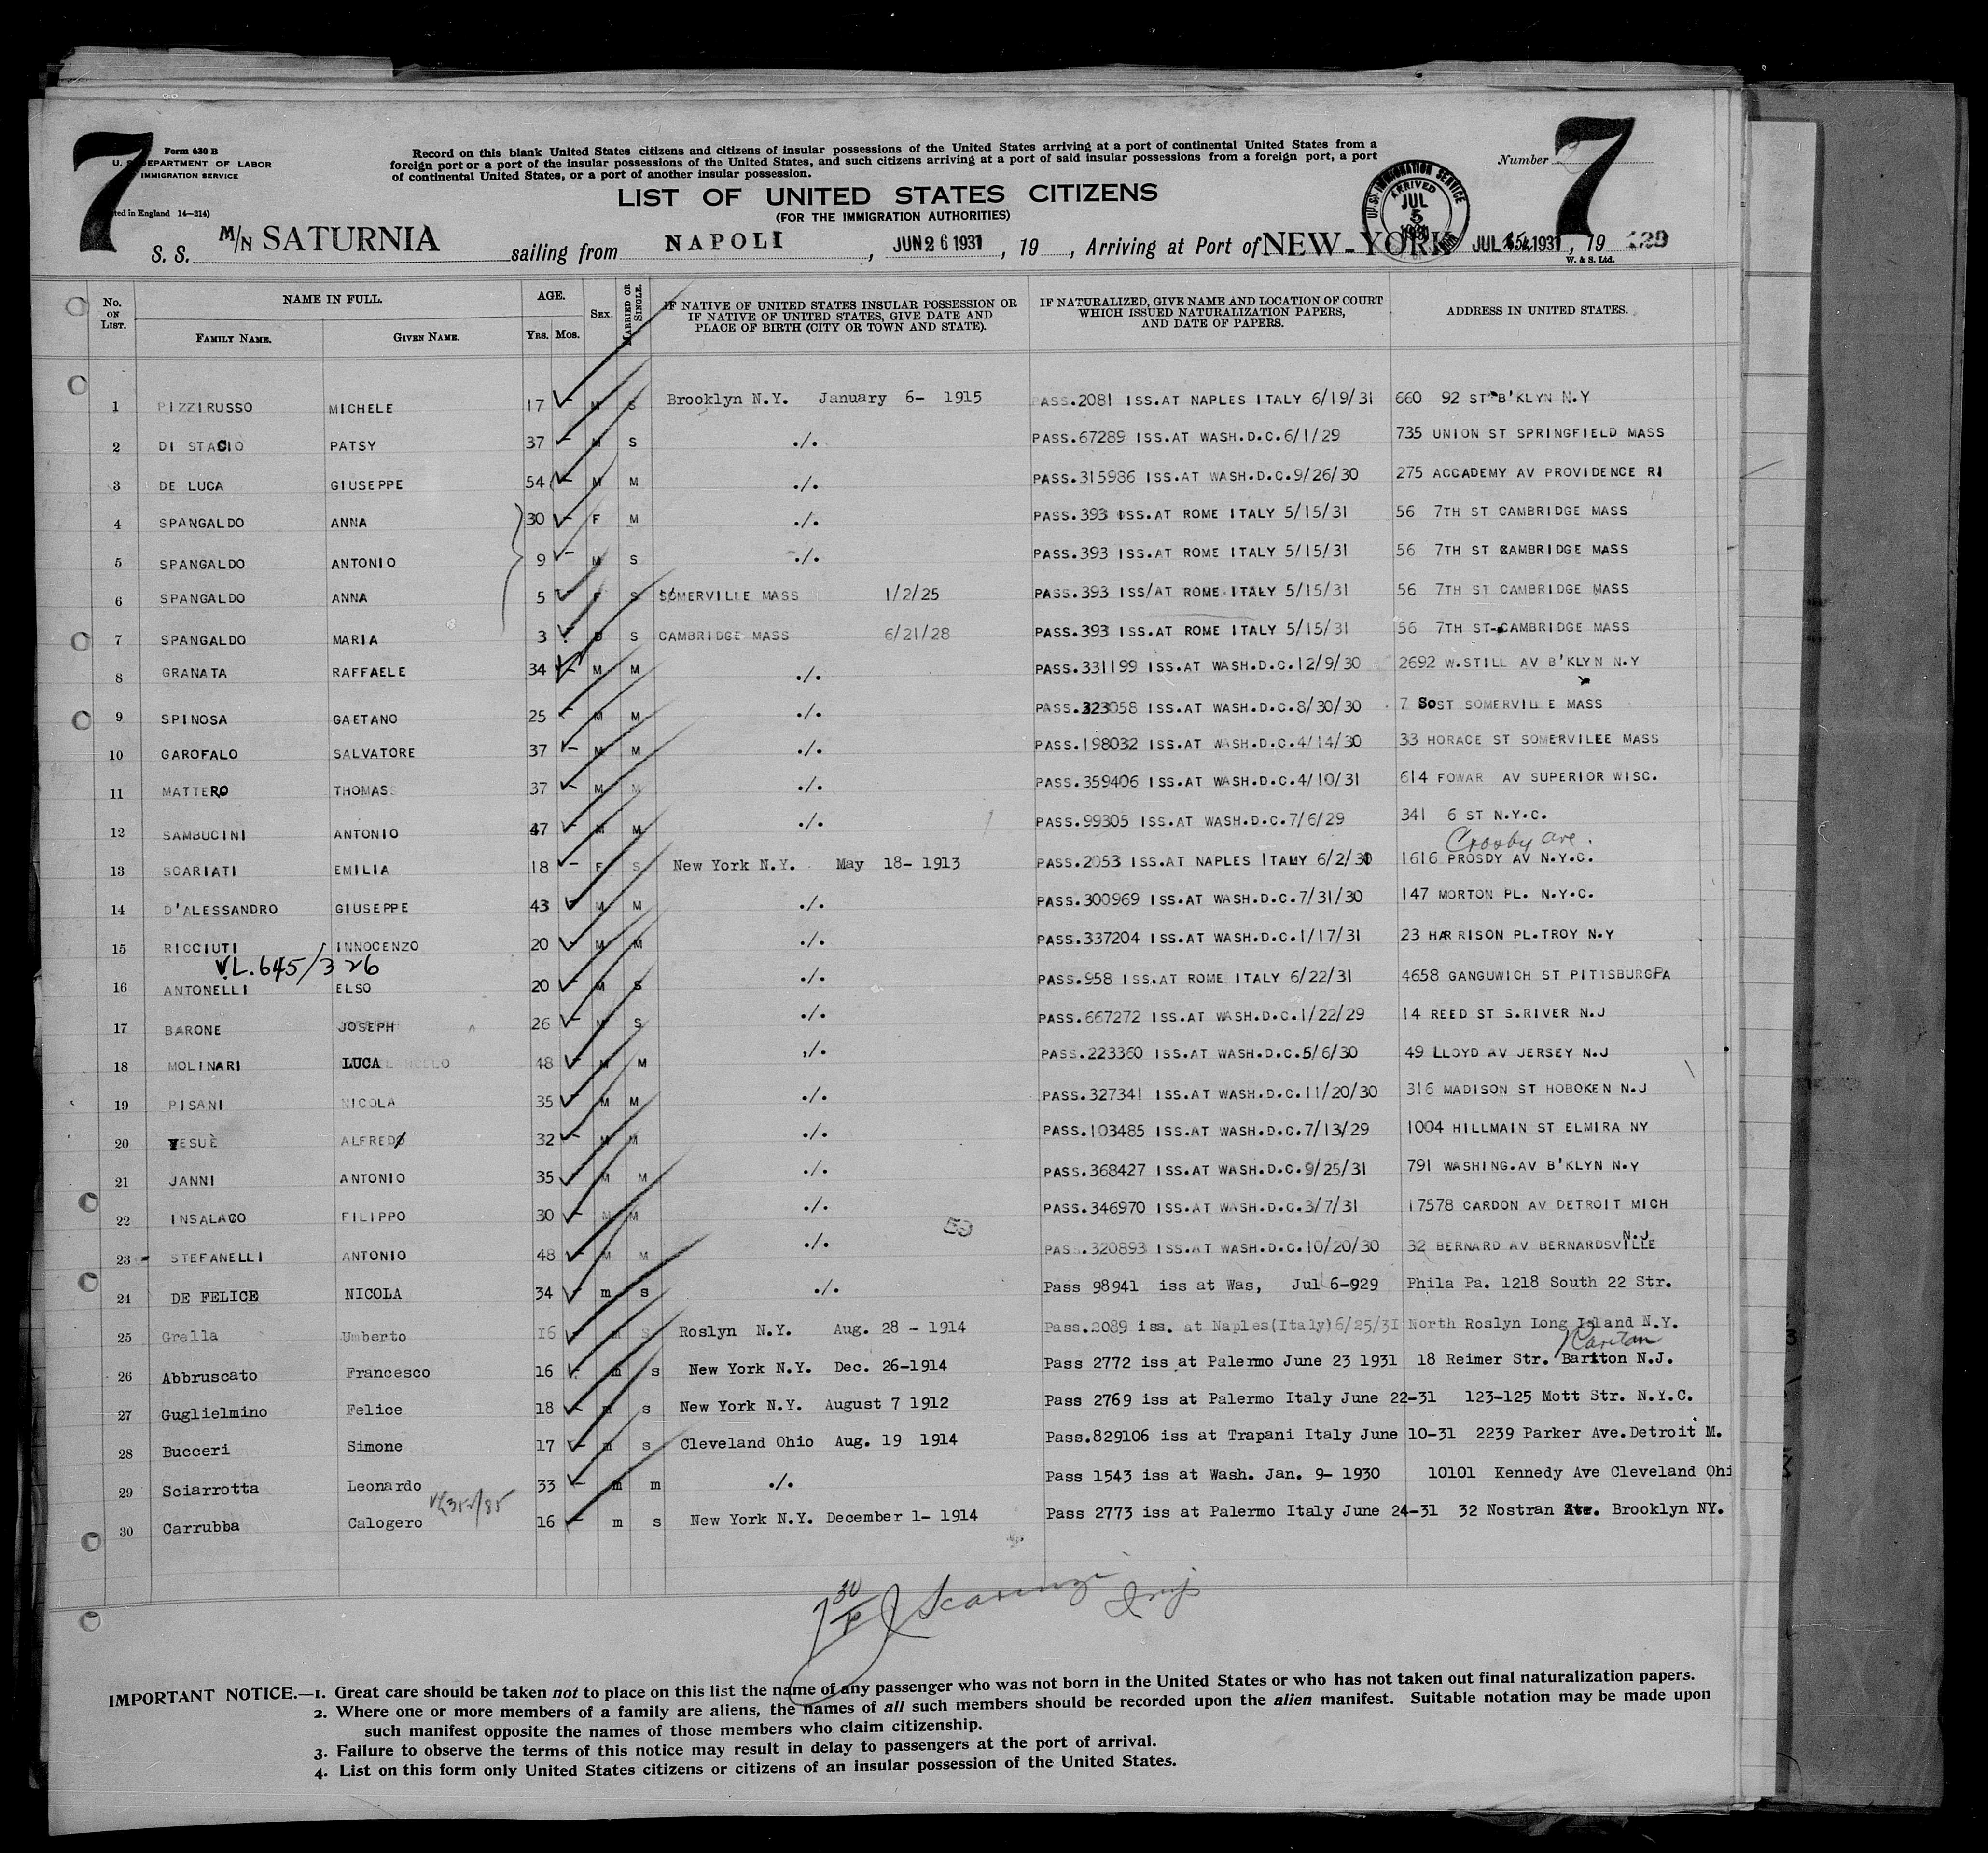 7
Form 630 B
U. S. DEPARTMENT OF LABOR
IMMIGRATION SERVICE
ted in England 14—214)
Record on this blank United States citizens and citizens of insular possessions of the United States arriving at a port of continental United States from a
foreign port or a port of the insular possessions of the United States, and such citizens arriving at a port of said insular possessions from a foreign port, a port
of continental United States, or a port of another insular possession.
LIST OF UNITED STATES CITIZENS
(FOR THE IMMIGRATION AUTHORITIES)
U.S. IMMIGRATION SERVICE ARRIVED JUL 5 1931
Number
7
S. S. M/N SATURNIA sailing from NAPOLI, JUN 26 1931, 19 , Arriving at Port of NEW-YORK JUL 1931, 19 129
W. & S. Ltd.
No. ON LIST. NAME IN FULL. FAMILY NAME. GIVEN NAME. AGE. YRS. MOS. SEX. MARRIED OR SINGLE. IF NATIVE OF UNITED STATES INSULAR POSSESSION OR IF NATIVE OF UNITED STATES, GIVE DATE AND PLACE OF BIRTH (CITY OR TOWN AND STATE). IF NATURALIZED, GIVE NAME AND LOCATION OF COURT WHICH ISSUED NATURALIZATION PAPERS, AND DATE OF PAPERS. ADDRESS IN UNITED STATES.
1 PIZZIRUSSO MICHELE 17 M S Brooklyn N.Y. January 6- 1915 PASS.2081 ISS.AT NAPLES ITALY 6/19/31 660 92 ST B'KLYN N.Y
2 DI STACIO PATSY 37 M S ./. PASS.67289 ISS.AT WASH.D.C.6/1/29 735 UNION ST SPRINGFIELD MASS
3 DE LUCA GIUSEPPE 54 M M ./. PASS.315986 ISS.AT WASH.D.C.9/26/30 275 ACCADEMY AV PROVIDENCE RI
4 SPANGALDO ANNA 30 F M ./. PASS.393 ISS.AT ROME ITALY 5/15/31 56 7TH ST CAMBRIDGE MASS
5 SPANGALDO ANTONIO 9 M S ./. PASS.393 ISS.AT ROME ITALY 5/15/31 56 7TH ST CAMBRIDGE MASS
6 SPANGALDO ANNA 5 F S SOMERVILLE MASS 1/2/25 PASS.393 ISS/AT ROME ITALY 5/15/31 56 7TH ST CAMBRIDGE MASS
7 SPANGALDO MARIA 3 S CAMBRIDGE MASS 6/21/28 PASS.393 ISS.AT ROME ITALY 5/15/31 56 7TH ST-CAMBRIDGE MASS
8 GRANATA RAFFAELE 34 M M ./. PASS.331199 ISS.AT WASH.D.C.12/9/30 2692 W.STILL AV B'KLYN N.Y
9 SPINOSA GAETANO 25 M M ./. PASS.323058 ISS.AT WASH.D.C.8/30/30 7 SOST SOMERVILLE MASS
10 GAROFALO SALVATORE 37 M M ./. PASS.198032 ISS.AT WASH.D.C.4/14/30 33 HORACE ST SOMERVILEE MASS
11 MATTERO THOMAS 37 M M ./. PASS.359406 ISS.AT WASH.D.C.4/10/31 614 FOWAR AV SUPERIOR WISC.
12 SAMBUCINI ANTONIO 47 M M ./. PASS.99305 ISS.AT WASH.D.C.7/6/29 341 6 ST N.Y.C.
Crosby ave.
13 SCARIATI EMILIA 18 F S New York N.Y. May 18- 1913 PASS.2053 ISS.AT NAPLES ITALY 6/2/31 1616 PROSDY AV N.Y.C.
14 D'ALESSANDRO GIUSEPPE 43 M M ./. PASS.300969 ISS.AT WASH.D.C.7/31/30 147 MORTON PL. N.Y.C.
15 RICCIUTI INNOCENZO 20 M M ./. PASS.337204 ISS.AT WASH.D.C.1/17/31 23 HARRISON PL.TROY N.Y
V.L.645/326
16 ANTONELLI ELSO 20 M S ./. PASS.958 ISS.AT ROME ITALY 6/22/31 4658 GANGUWICH ST PITTSBURGPA
17 BARONE JOSEPH 26 M S ./. PASS.667272 ISS.AT WASH.D.C.1/22/29 14 REED ST S.RIVER N.J
18 MOLINARI LUCA 48 M M ./. PASS.223360 ISS.AT WASH.D.C.5/6/30 49 LLOYD AV JERSEY N.J
19 PISANI NICOLA 35 M M ./. PASS.327341 ISS.AT WASH.D.C.11/20/30 316 MADISON ST HOBOKEN N.J
20 YESUÈ ALFREDO 32 M M ./. PASS.103485 ISS.AT WASH.D.C.7/13/29 1004 HILLMAIN ST ELMIRA NY
21 JANNI ANTONIO 35 M M ./. PASS.368427 ISS.AT WASH.D.C.9/25/31 791 WASHING.AV B'KLYN N.Y
22 INSALACO FILIPPO 30 M M ./. PASS.346970 ISS.AT WASH.D.C.3/7/31 17578 CARDON AV DETROIT MICH
59
23 STEFANELLI ANTONIO 48 M M ./. PASS.320893 ISS.AT WASH.D.C.10/20/30 32 BERNARD AV BERNARDSVILLE N.J
24 DE FELICE NICOLA 34 m s ./. Pass 98941 iss at Was, Jul 6-929 Phila Pa. 1218 South 22 Str.
25 Grella Umberto 16 m S Roslyn N.Y. Aug. 28 - 1914 Pass.2089 iss. at Naples(Italy)6/25/31 North Roslyn Long Island N.Y.
Raritan
26 Abbruscato Francesco 16 m s New York N.Y. Dec. 26-1914 Pass 2772 iss at Palermo June 23 1931 18 Reimer Str. Bariton N.J.
27 Guglielmino Felice 18 m s New York N.Y. August 7 1912 Pass 2769 iss at Palermo Italy June 22-31 123-125 Mott Str. N.Y.C.
28 Bucceri Simone 17 m s Cleveland Ohio Aug. 19 1914 Pass.829106 iss at Trapani Italy June 10-31 2239 Parker Ave.Detroit M.
29 Sciarrotta Leonardo 33 m m ./. Pass 1543 iss at Wash. Jan. 9- 1930 10101 Kennedy Ave Cleveland Ohi
30 Carrubba Calogero 16 m s New York N.Y. December 1- 1914 Pass 2773 iss at Palermo Italy June 24-31 32 Nostran Ave. Brooklyn NY.
IMPORTANT NOTICE.—1. Great care should be taken not to place on this list the name of any passenger who was not born in the United States or who has not taken out final naturalization papers.
2. Where one or more members of a family are aliens, the names of all such members should be recorded upon the alien manifest. Suitable notation may be made upon
such manifest opposite the names of those members who claim citizenship.
3. Failure to observe the terms of this notice may result in delay to passengers at the port of arrival.
4. List on this form only United States citizens or citizens of an insular possession of the United States.